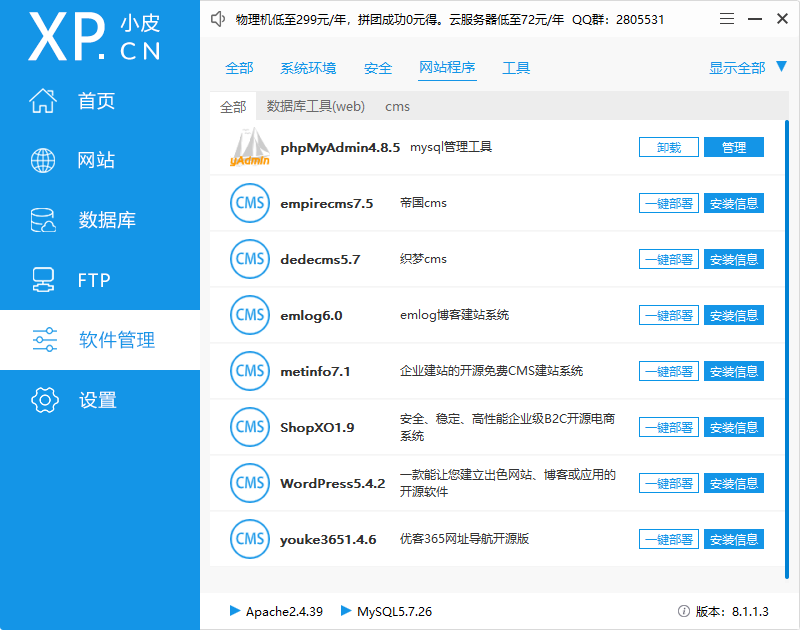 XP.CN 小皮
物理机低至299元/年，拼团成功0元得。云服务器低至72元/年 QQ群：2805531
首页
网站
数据库
FTP
软件管理
设置
全部 系统环境 安全 网站程序 工具 显示全部
全部 数据库工具(web) cms
yAdmin phpMyAdmin4.8.5 mysql管理工具 卸载 管理
CMS empirecms7.5 帝国cms 一键部署 安装信息
CMS dedecms5.7 织梦cms 一键部署 安装信息
CMS emlog6.0 emlog博客建站系统 一键部署 安装信息
CMS metinfo7.1 企业建站的开源免费CMS建站系统 一键部署 安装信息
CMS ShopXO1.9 安全、稳定、高性能企业级B2C开源电商
系统 一键部署 安装信息
CMS WordPress5.4.2 一款能让您建立出色网站、博客或应用的
开源软件 一键部署 安装信息
CMS youke3651.4.6 优客365网址导航开源版 一键部署 安装信息
Apache2.4.39 MySQL5.7.26 版本：8.1.1.3